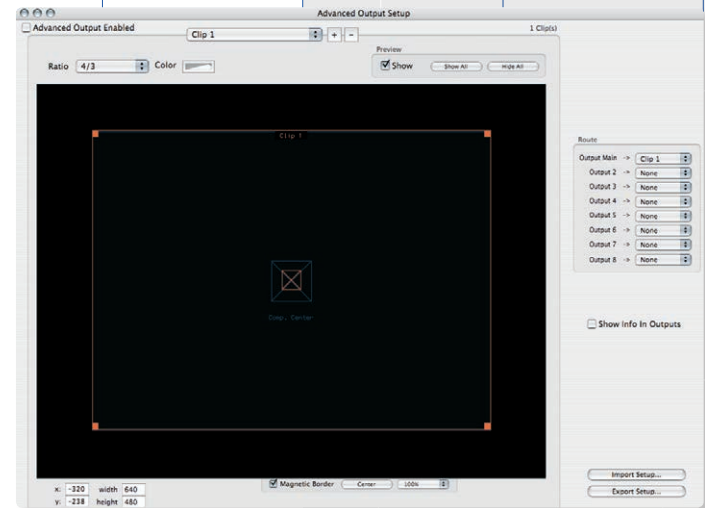 Advanced Output Setup
Advanced Output Enabled
Clip 1
+
-
1 Clip(s)
Preview
Ratio 4/3
Color
Show
Show All
Hide All
Clip 1
Comp. Center
Route
Output Main -> Clip 1
Output 2 -> None
Output 3 -> None
Output 4 -> None
Output 5 -> None
Output 6 -> None
Output 7 -> None
Output 8 -> None
Show Info In Outputs
Magnetic Border
Center
100%
x: -320 width 640
y: -238 height 480
Import Setup...
Export Setup...